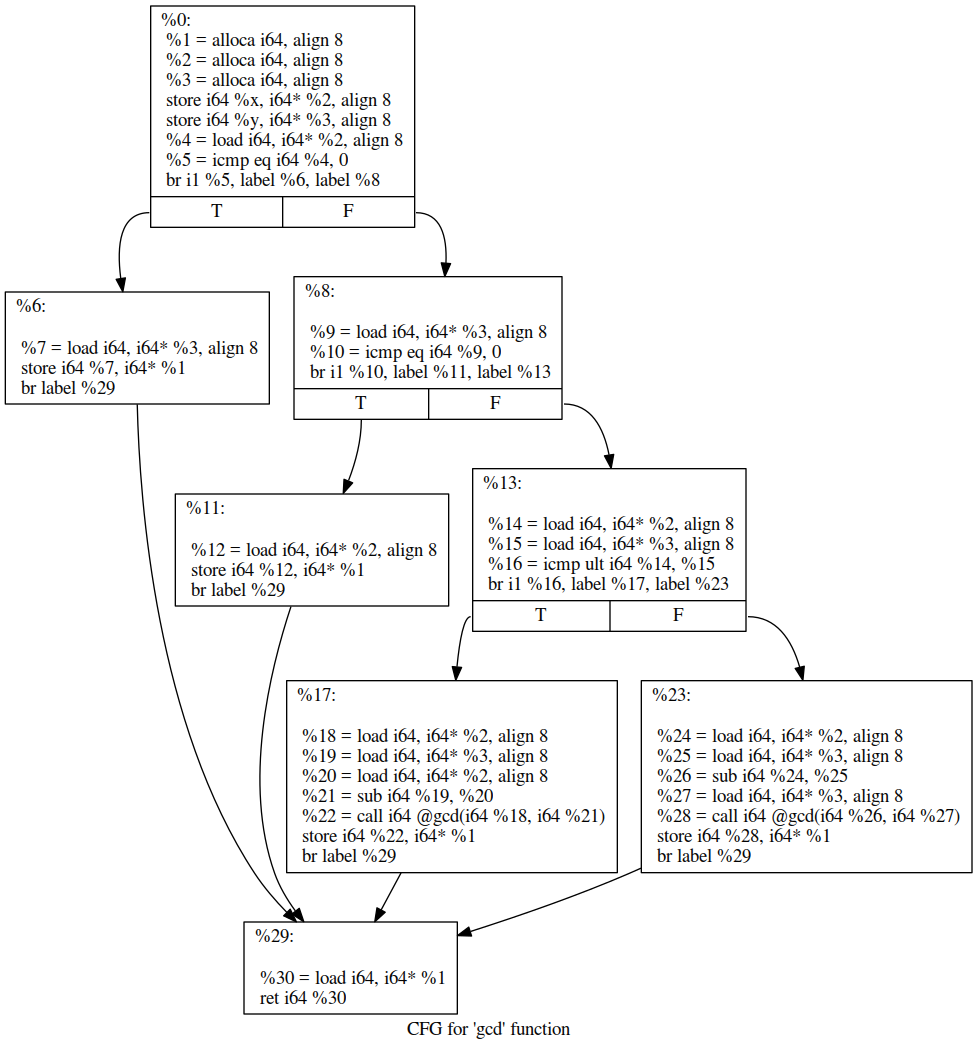 %0:
%1 = alloca i64, align 8
%2 = alloca i64, align 8
%3 = alloca i64, align 8
store i64 %x, i64* %2, align 8
store i64 %y, i64* %3, align 8
%4 = load i64, i64* %2, align 8
%5 = icmp eq i64 %4, 0
br i1 %5, label %6, label %8
T
F
%6:
%7 = load i64, i64* %3, align 8
store i64 %7, i64* %1
br label %29
%8:
%9 = load i64, i64* %3, align 8
%10 = icmp eq i64 %9, 0
br i1 %10, label %11, label %13
T
F
%11:
%12 = load i64, i64* %2, align 8
store i64 %12, i64* %1
br label %29
%13:
%14 = load i64, i64* %2, align 8
%15 = load i64, i64* %3, align 8
%16 = icmp ult i64 %14, %15
br i1 %16, label %17, label %23
T
F
%17:
%18 = load i64, i64* %2, align 8
%19 = load i64, i64* %3, align 8
%20 = load i64, i64* %2, align 8
%21 = sub i64 %19, %20
%22 = call i64 @gcd(i64 %18, i64 %21)
store i64 %22, i64* %1
br label %29
%23:
%24 = load i64, i64* %2, align 8
%25 = load i64, i64* %3, align 8
%26 = sub i64 %24, %25
%27 = load i64, i64* %3, align 8
%28 = call i64 @gcd(i64 %26, i64 %27)
store i64 %28, i64* %1
br label %29
%29:
%30 = load i64, i64* %1
ret i64 %30
CFG for 'gcd' function